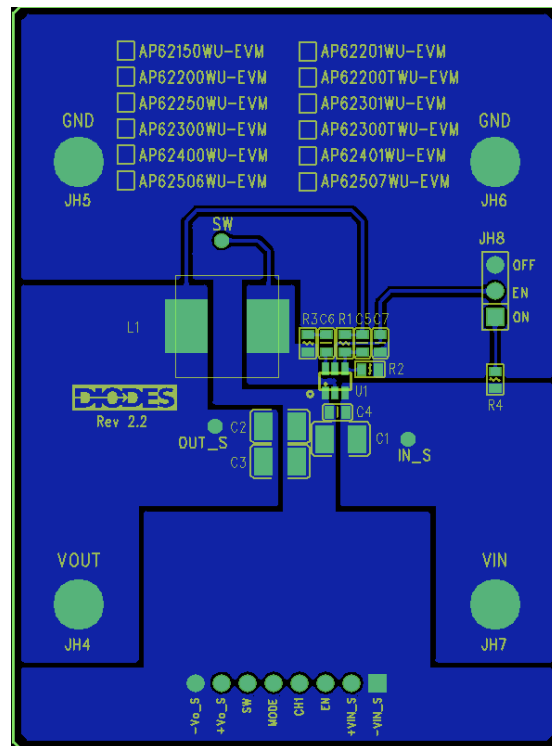 AP62150WU-EVM AP62201WU-EVM
AP62200WU-EVM AP62200TWU-EVM
AP62250WU-EVM AP62301WU-EVM
AP62300WU-EVM AP62300TWU-EVM
AP62400WU-EVM AP62401WU-EVM
AP62506WU-EVM AP62507WU-EVM
GND GND
JH5 JH6
SW
JH8
OFF
EN
ON
L1
R3 C6 R1 C5 C7
R2
U1
R4
DIODES
Rev 2.2
C4
C2 C1
OUT_S IN_S
C3
VOUT VIN
JH4 JH7
-Vo_S +Vo_S SW MODE CH1 EN +VIN_S -VIN_S